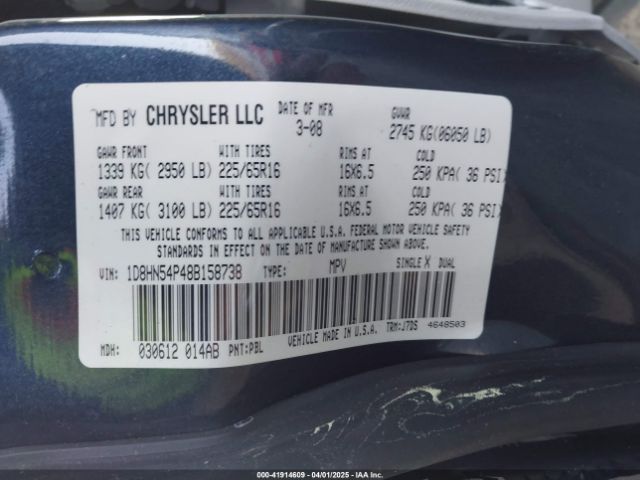 MFD BY CHRYSLER LLC DATE OF MFR GVWR
3-08 2745 KG(06050 LB)
GAWR FRONT WITH TIRES RIMS AT COLD
1339 KG( 2950 LB) 225/65R16 16X6.5 250 KPA( 36 PSI)
GAWR REAR WITH TIRES RIMS AT COLD
1407 KG( 3100 LB) 225/65R16 16X6.5 250 KPA( 36 PSI
THIS VEHICLE CONFORMS TO ALL APPLICABLE U.S.A. FEDERAL MOTOR VEHICLE SAFETY
STANDARDS IN EFFECT ON THE DATE OF MANUFACTURE SHOWN ABOVE.
VIN: 1D8HN54P48B158738 TYPE: MPV SINGLE X DUAL
MDH: 030612 014AB PNT:PBL VEHICLE MADE IN U.S.A. TRM:J7DS 4648503
000-41914609 | 04/01/2025 - IAA Inc.